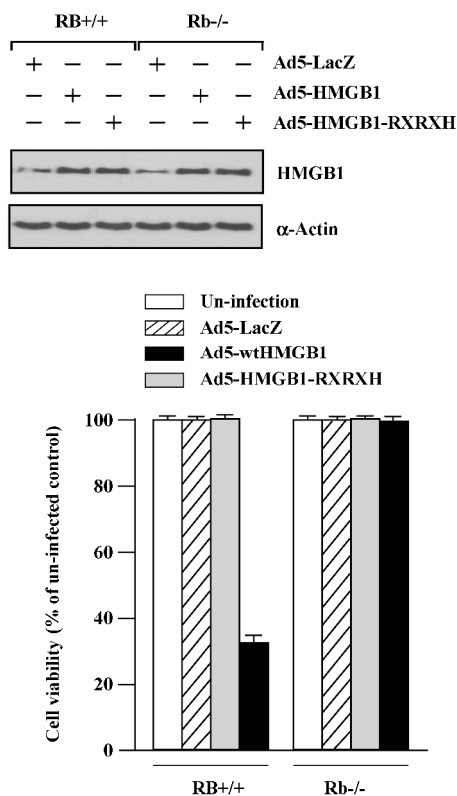 RB+/+ Rb-/-
+ − − + − − Ad5-LacZ
− + − − + − Ad5-HMGB1
− − + − − + Ad5-HMGB1-RXRXH
HMGB1
α-Actin
Un-infection
Ad5-LacZ
Ad5-wtHMGB1
Ad5-HMGB1-RXRXH
Cell viability (% of un-infected control)
100
80
60
40
20
0
RB+/+ Rb-/-